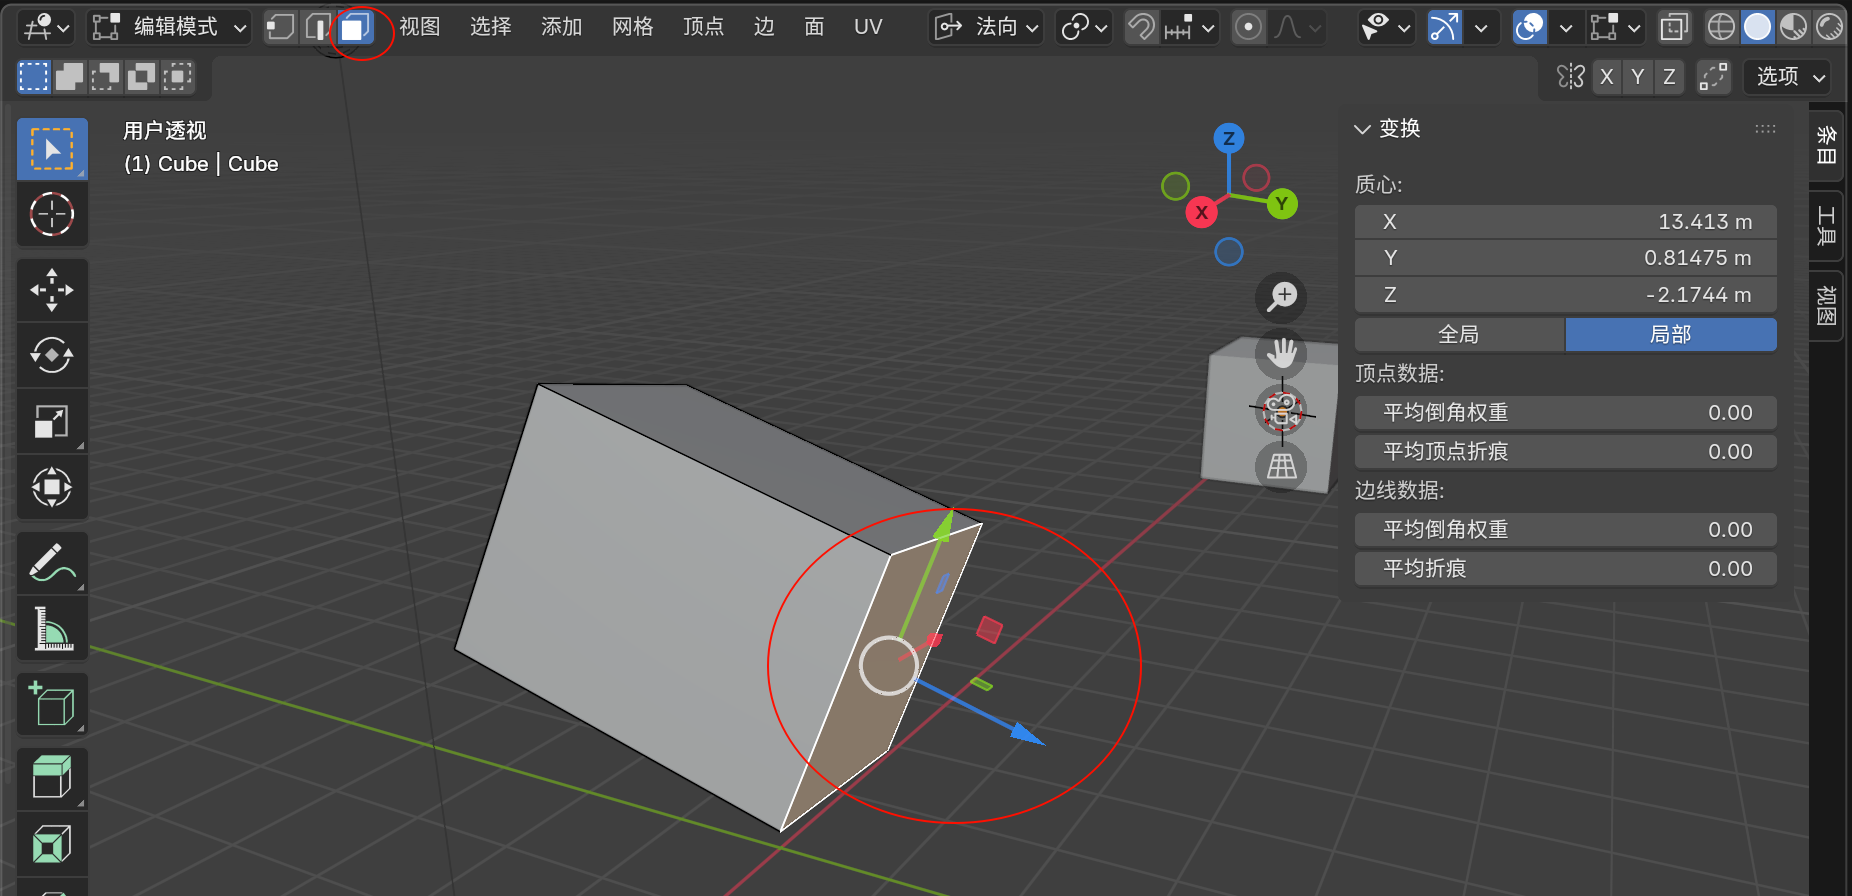 编辑模式 视图 选择 添加 网格 顶点 边 面 UV 法向
X Y Z 选项
用户透视
(1) Cube | Cube
Z
X
Y
变换
质心:
X 13.413 m
Y 0.81475 m
Z -2.1744 m
全局 局部
顶点数据:
平均倒角权重 0.00
平均顶点折痕 0.00
边线数据:
平均倒角权重 0.00
平均折痕 0.00
条目
工具
视图